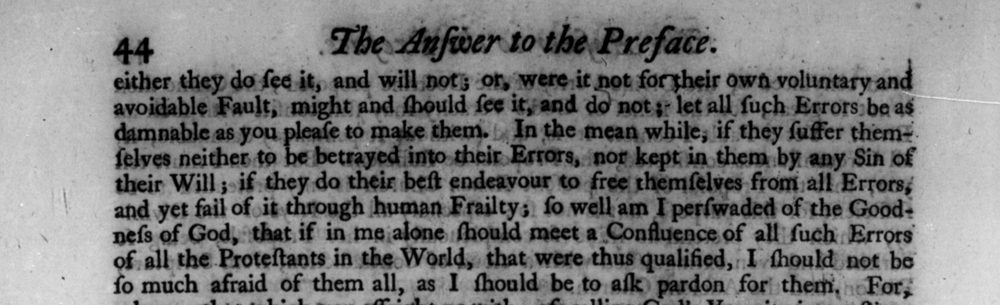 44 The Anſwer to the Preface.
either they do ſee it, and will not; or, were it not for their own voluntary and
avoidable Fault, might and ſhould ſee it, and do not; let all ſuch Errors be as
damnable as you pleaſe to make them. In the mean while, if they ſuffer them-
ſelves neither to be betrayed into their Errors, nor kept in them by any Sin of
their Will; if they do their beſt endeavour to free themſelves from all Errors,
and yet fail of it through human Frailty; ſo well am I perſwaded of the Good-
neſs of God, that if in me alone ſhould meet a Confluence of all ſuch Errors
of all the Proteſtants in the World, that were thus qualified, I ſhould not be
ſo much afraid of them all, as I ſhould be to aſk pardon for them. For,